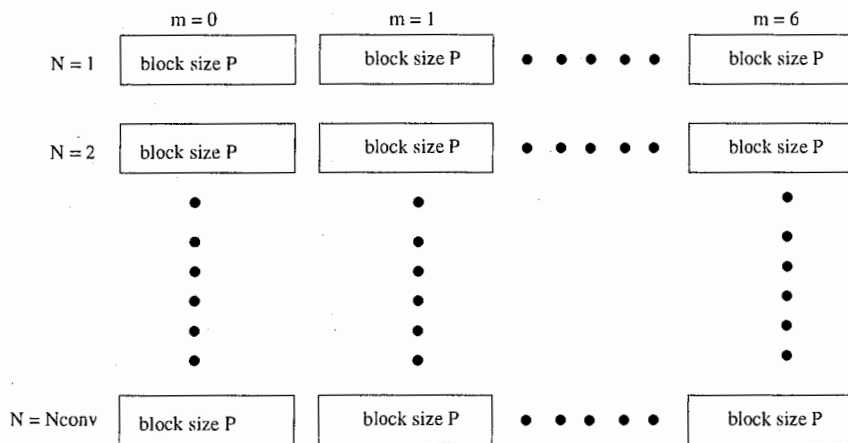 m = 0 m = 1 m = 6
N = 1 block size P block size P block size P
N = 2 block size P block size P block size P
N = Nconv block size P block size P block size P